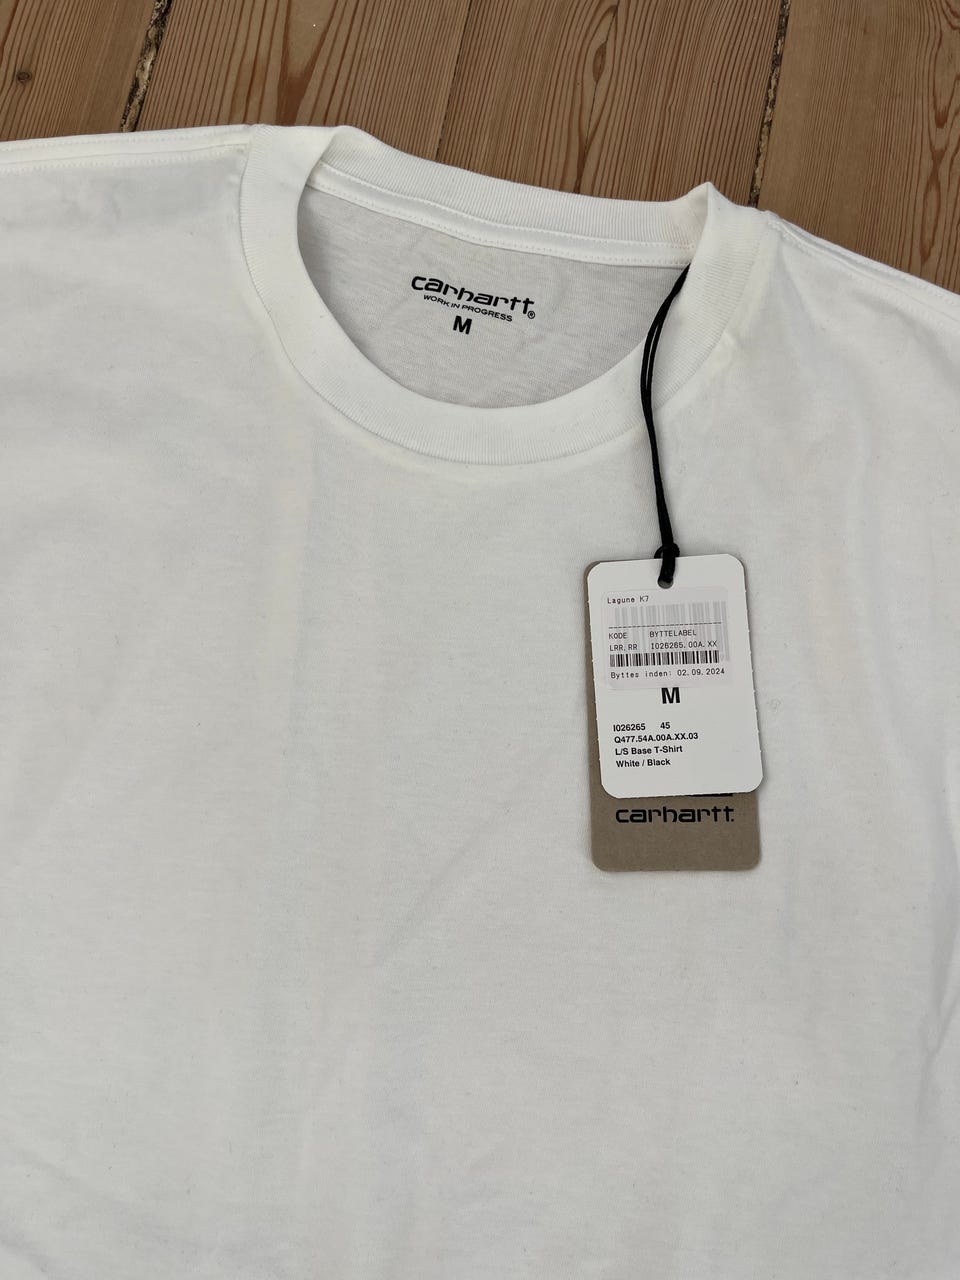 carhartt®
WORK IN PROGRESS
M
Lagune K7
KODE BYTTELABEL
LRR.RR I026265.00A.XX
Byttes inden: 02.09.2024
M
I026265 45
Q477.54A.00A.XX.03
L/S Base T-Shirt
White / Black
carhartt.